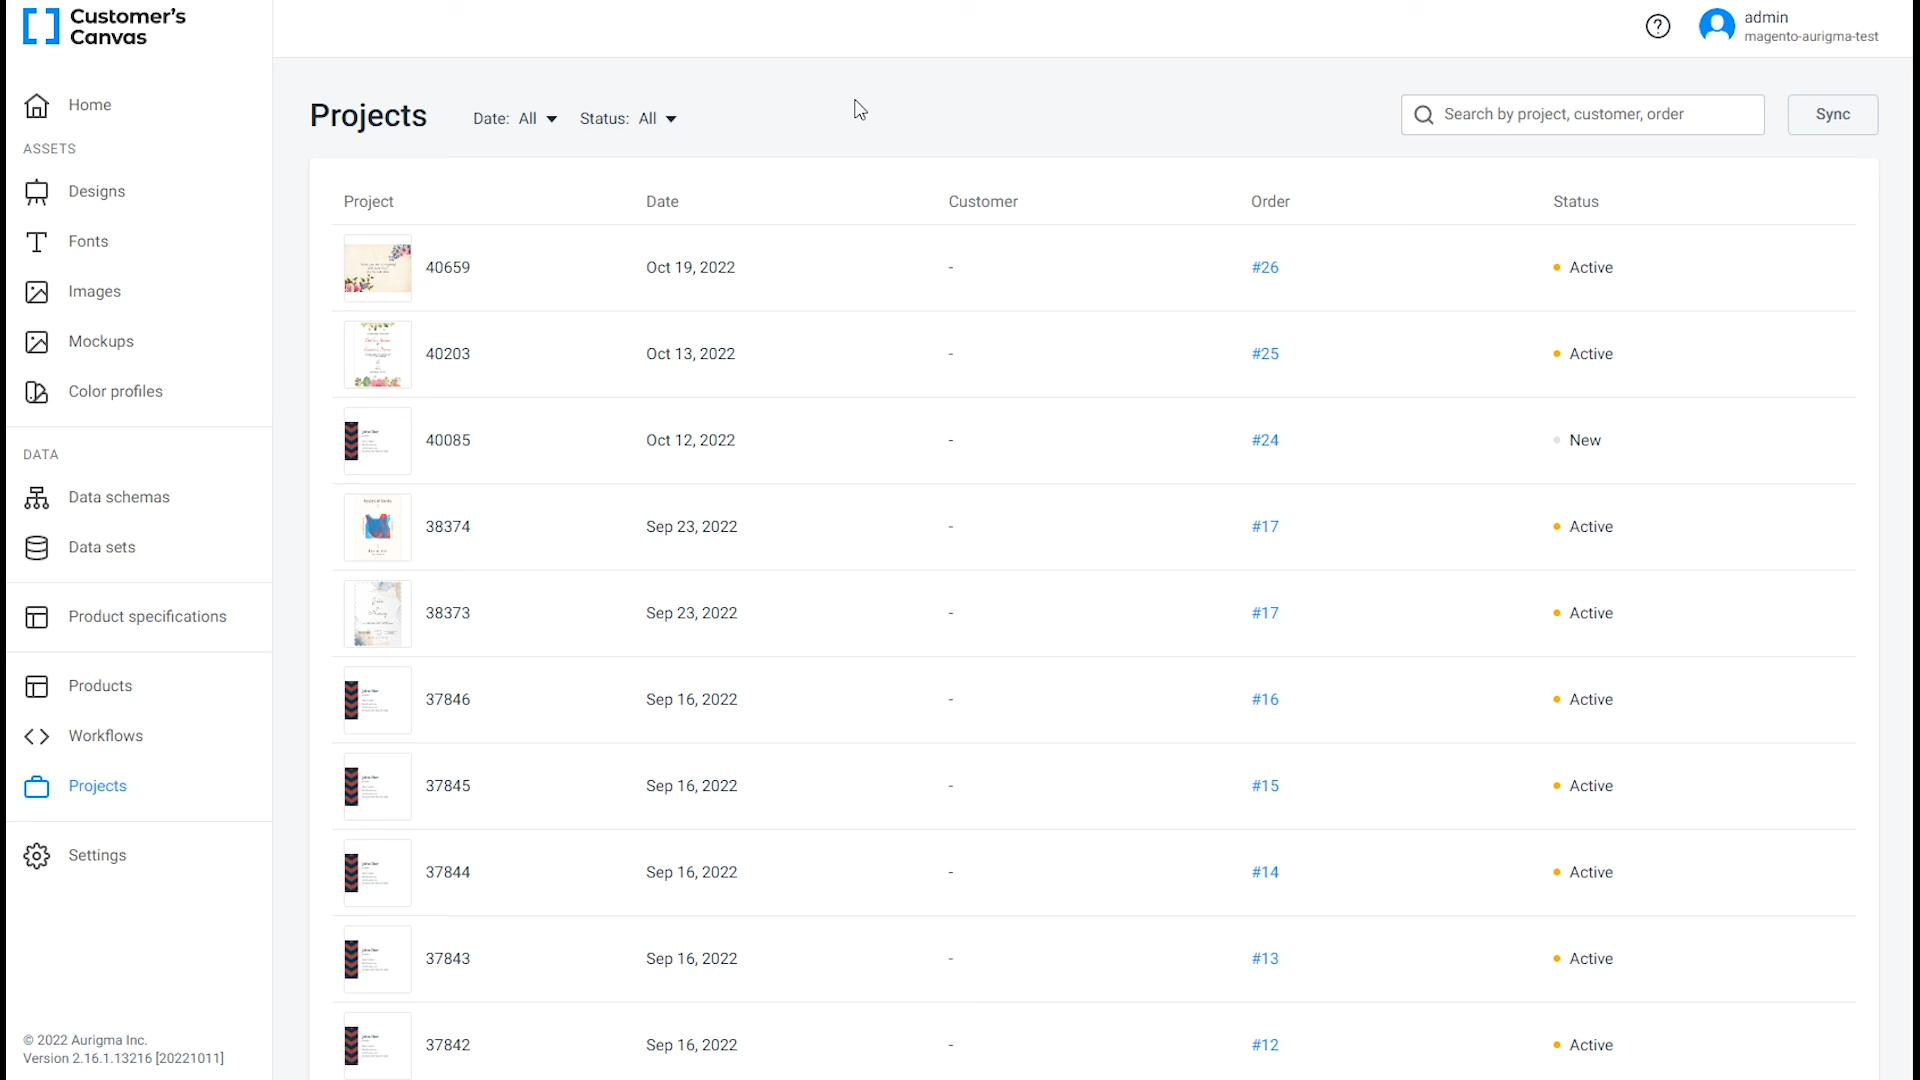 Customer's
Canvas
admin
magento-aurigma-test
Home
ASSETS
Designs
Fonts
Images
Mockups
Color profiles
DATA
Data schemas
Data sets
Product specifications
Products
Workflows
Projects
Settings
© 2022 Aurigma Inc.
Version 2.16.1.13216 [20221011]
Projects
Date: All
Status: All
Search by project, customer, order
Sync
Project Date Customer Order Status
40659 Oct 19, 2022 - #26 Active
40203 Oct 13, 2022 - #25 Active
40085 Oct 12, 2022 - #24 New
38374 Sep 23, 2022 - #17 Active
38373 Sep 23, 2022 - #17 Active
37846 Sep 16, 2022 - #16 Active
37845 Sep 16, 2022 - #15 Active
37844 Sep 16, 2022 - #14 Active
37843 Sep 16, 2022 - #13 Active
37842 Sep 16, 2022 - #12 Active